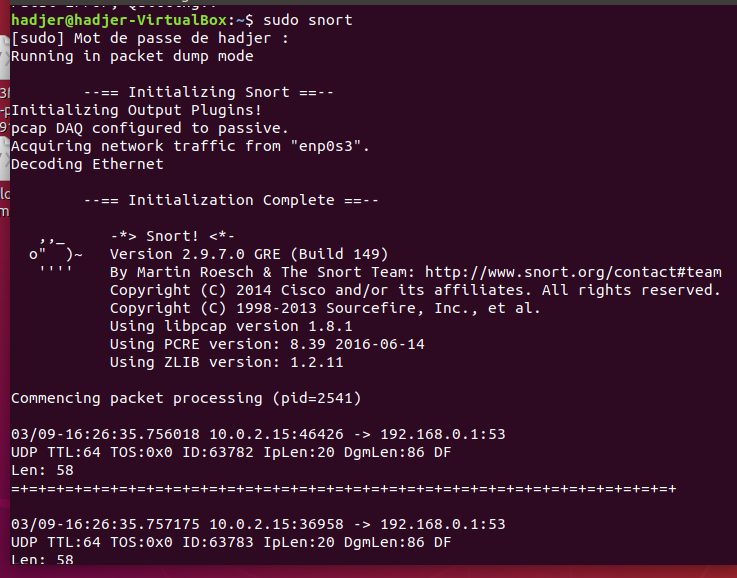 hadjer@hadjer-VirtualBox:~$ sudo snort
[sudo] Mot de passe de hadjer :
Running in packet dump mode
--== Initializing Snort ==--
Initializing Output Plugins!
pcap DAQ configured to passive.
Acquiring network traffic from "enp0s3".
Decoding Ethernet
--== Initialization Complete ==--
,,_     -*> Snort! <*-
o"  )~   Version 2.9.7.0 GRE (Build 149)
''''    By Martin Roesch & The Snort Team: http://www.snort.org/contact#team
Copyright (C) 2014 Cisco and/or its affiliates. All rights reserved.
Copyright (C) 1998-2013 Sourcefire, Inc., et al.
Using libpcap version 1.8.1
Using PCRE version: 8.39 2016-06-14
Using ZLIB version: 1.2.11
Commencing packet processing (pid=2541)
03/09-16:26:35.756018 10.0.2.15:46426 -> 192.168.0.1:53
UDP TTL:64 TOS:0x0 ID:63782 IpLen:20 DgmLen:86 DF
Len: 58
=+=+=+=+=+=+=+=+=+=+=+=+=+=+=+=+=+=+=+=+=+=+=+=+=+=+=+=+=+=+=+=+=+=+=+=+=+
03/09-16:26:35.757175 10.0.2.15:36958 -> 192.168.0.1:53
UDP TTL:64 TOS:0x0 ID:63783 IpLen:20 DgmLen:86 DF
Len: 58